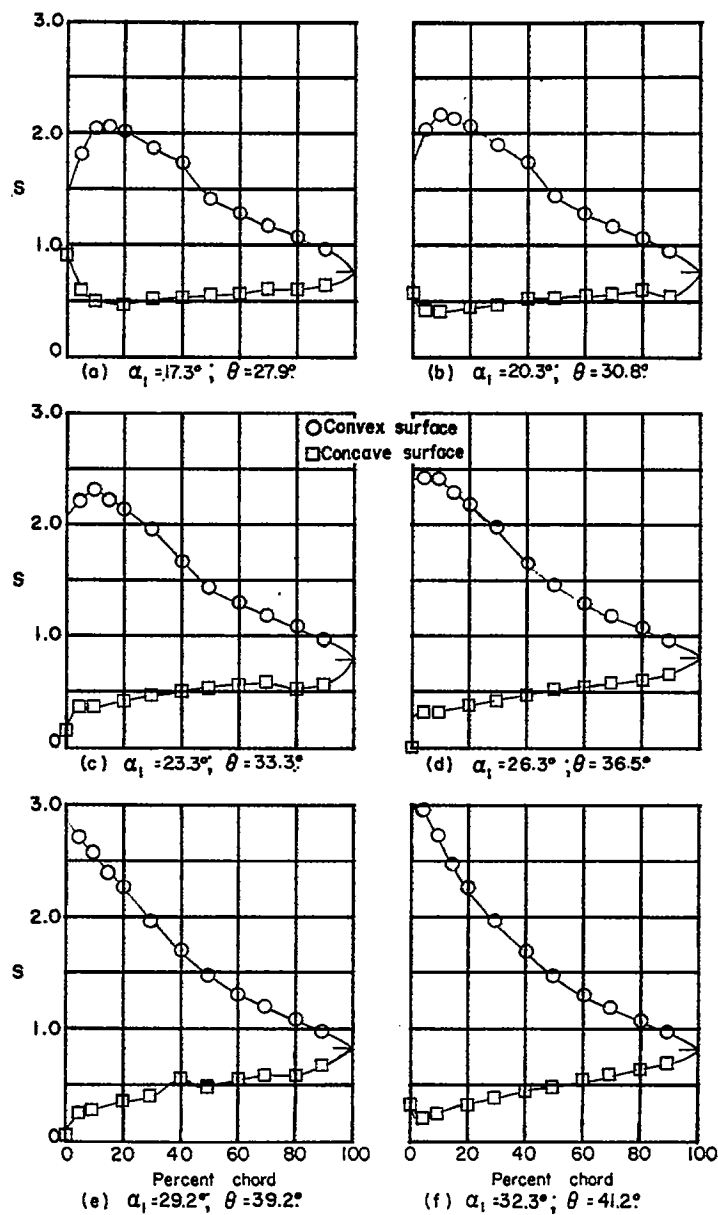 3.0
2.0
S
1.0
0
(a) α₁ =17.3° ; θ =27.9°
(b) α₁ =20.3° ; θ =30.8°
3.0
Convex surface
Concave surface
2.0
S
1.0
0
(c) α₁ =23.3° ; θ =33.3°
(d) α₁ =26.3° ; θ =36.5°
3.0
2.0
S
1.0
0
0 20 40 60 80 100
0 20 40 60 80 100
Percent chord
Percent chord
(e) α₁ =29.2° ; θ =39.2°
(f) α₁ =32.3° ; θ =41.2°